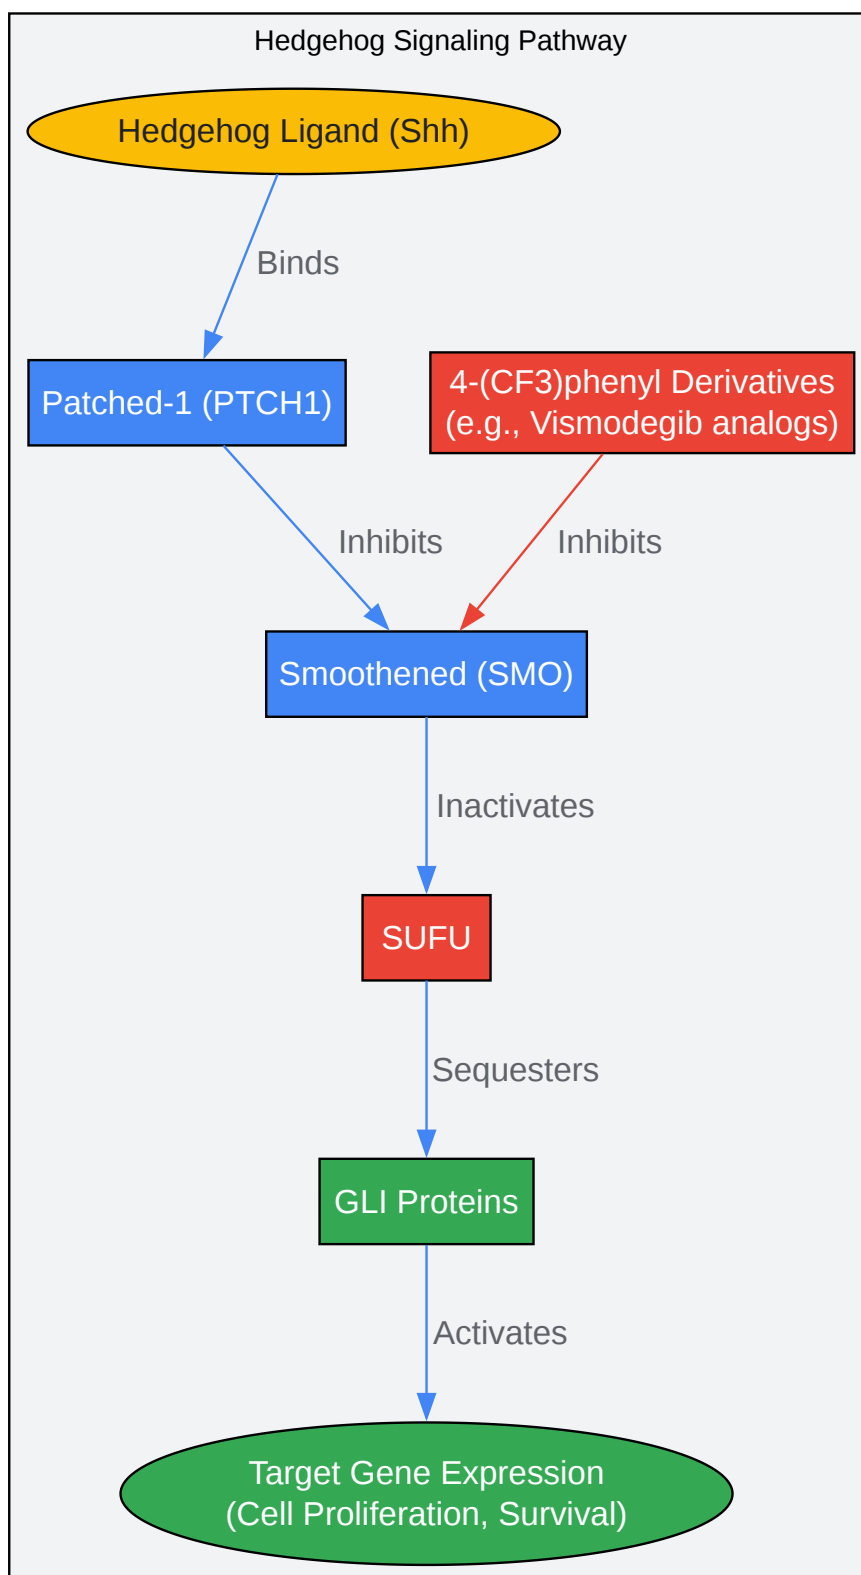 Hedgehog Signaling Pathway
Hedgehog Ligand (Shh)
Binds
Patched-1 (PTCH1)
4-(CF3)phenyl Derivatives
(e.g., Vismodegib analogs)
Inhibits
Inhibits
Smoothened (SMO)
Inactivates
SUFU
Sequesters
GLI Proteins
Activates
Target Gene Expression
(Cell Proliferation, Survival)